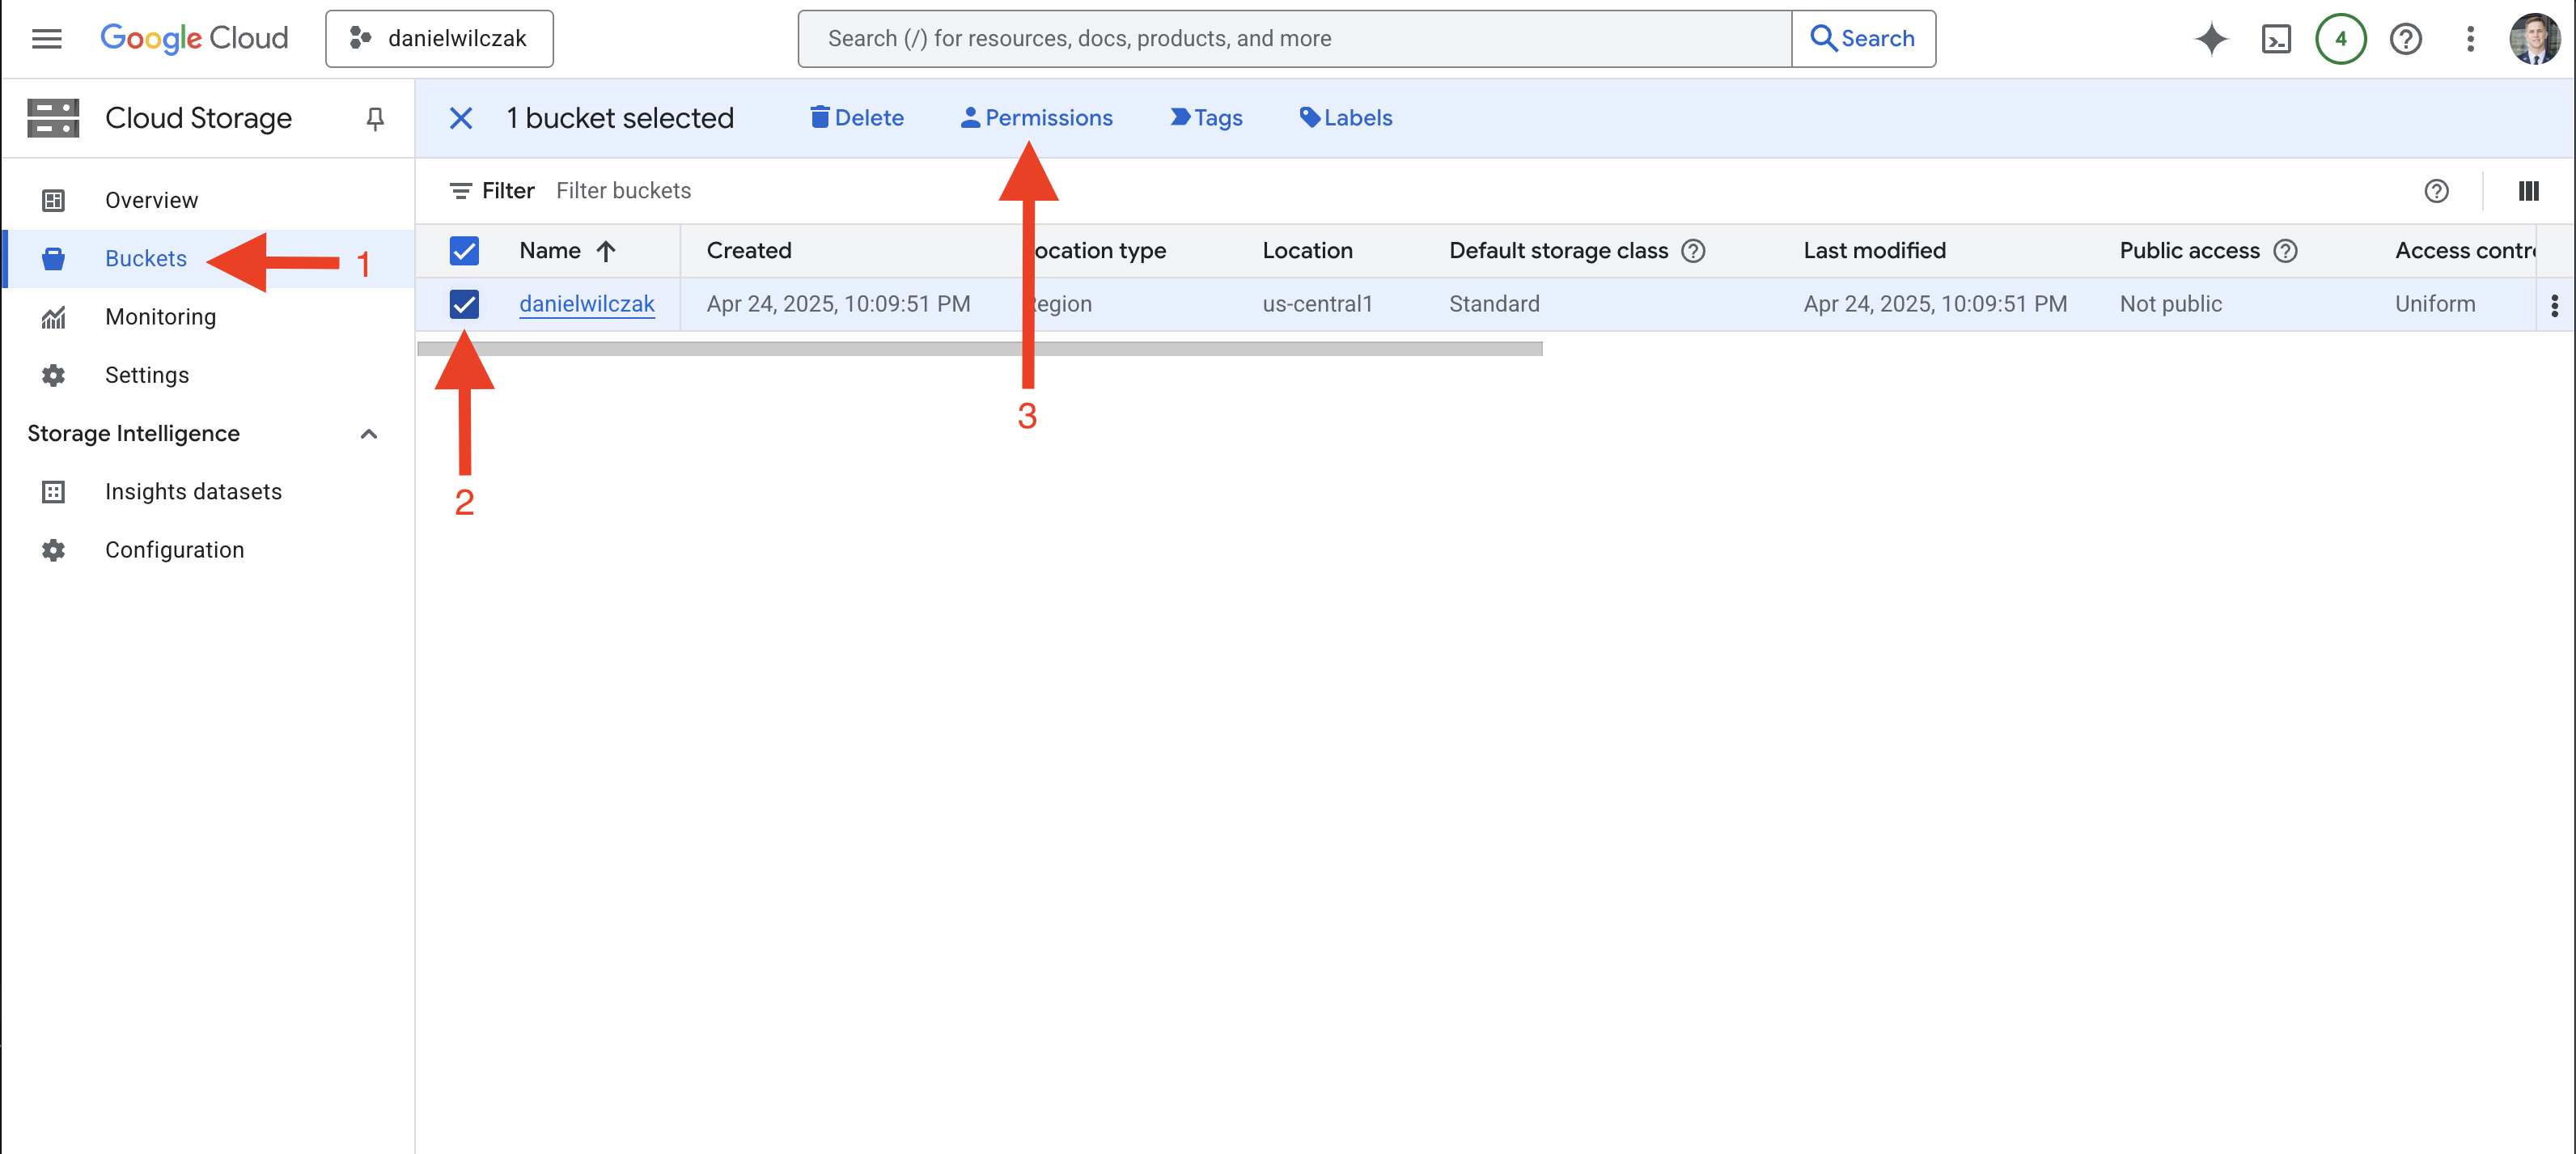 Google Cloud
danielwilczak
Search (/) for resources, docs, products, and more
Search
4
Cloud Storage
1 bucket selected
Delete
Permissions
Tags
Labels
Overview
Buckets
1
Monitoring
Settings
Storage Intelligence
Insights datasets
Configuration
Filter Filter buckets
Name Created ocation type Location Default storage class Last modified Public access Access contr
danielwilczak Apr 24, 2025, 10:09:51 PM egion us-central1 Standard Apr 24, 2025, 10:09:51 PM Not public Uniform
2
3